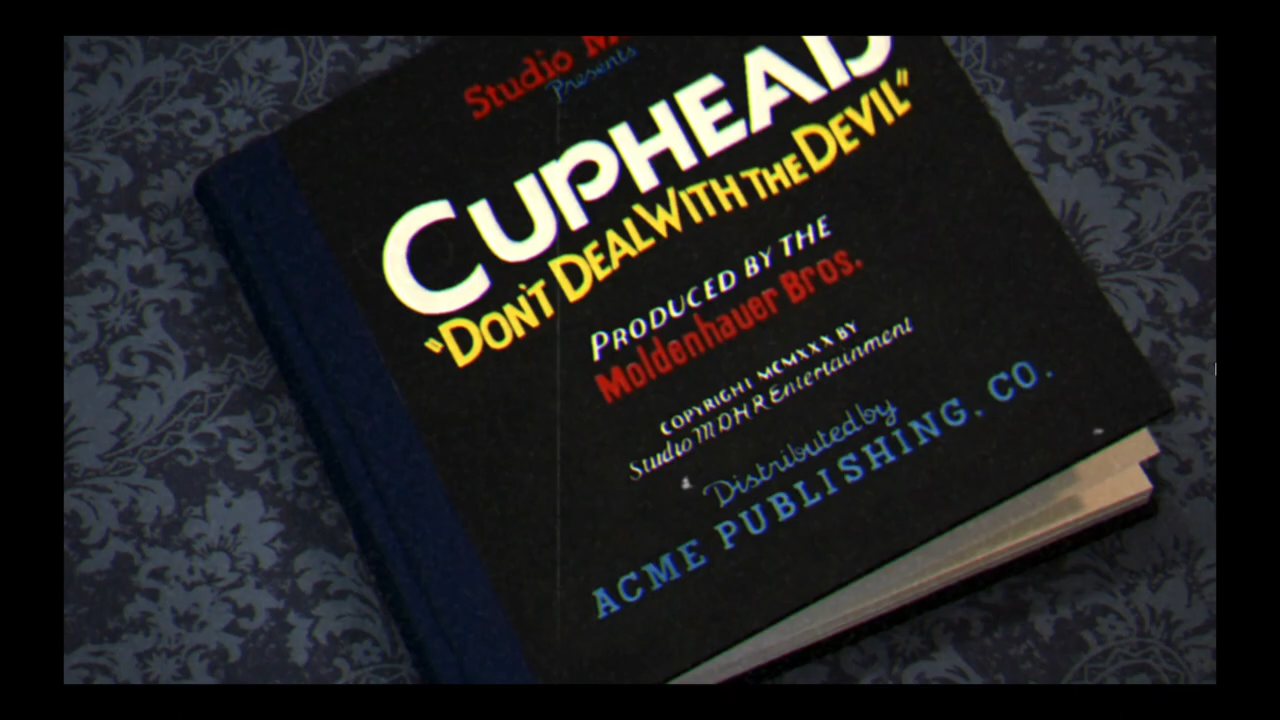 Studio
Presents
CUPHEAD
"DON'T DEAL WITH THE DEVIL"
PRODUCED BY THE
Moldenhauer Bros.
COPYRIGHT MCMXXX BY
Studio MDHR Entertainment
Distributed by
ACME PUBLISHING. CO.